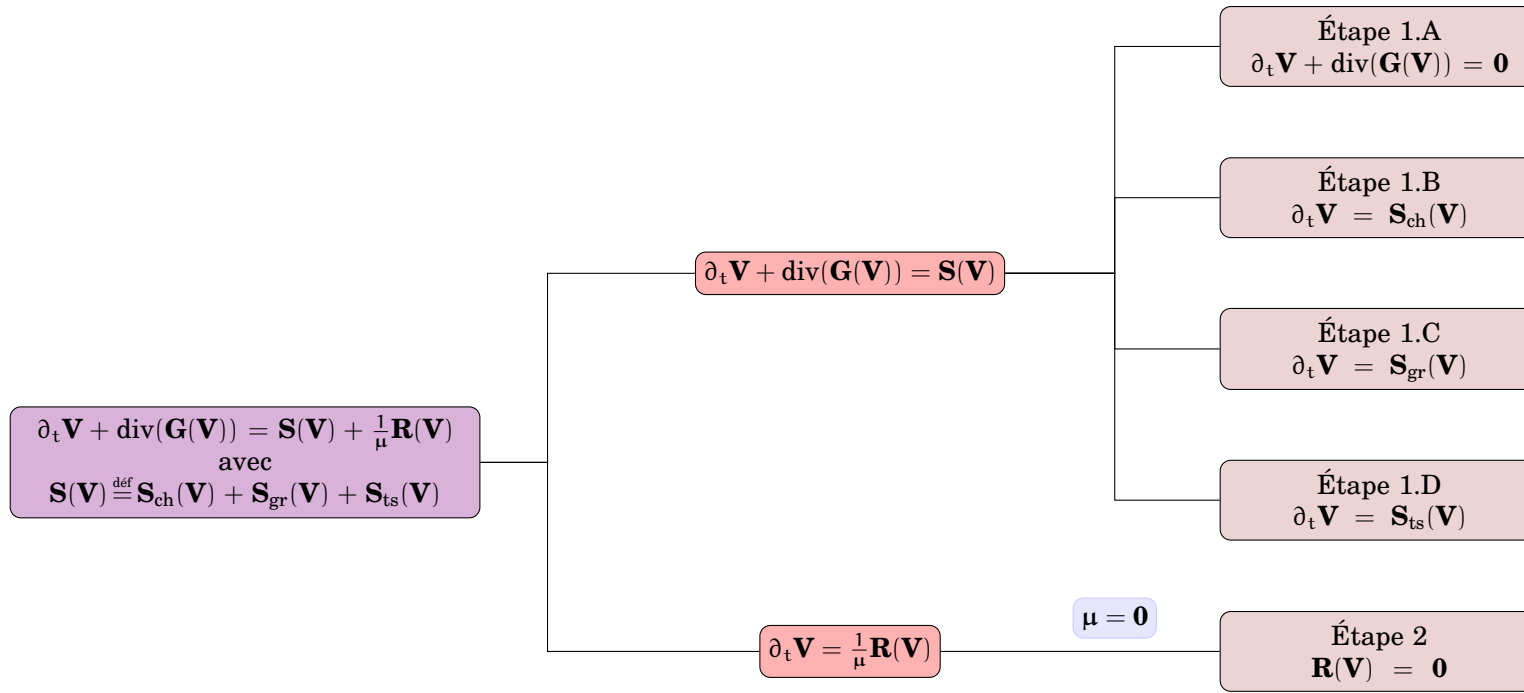 ∂ₜ𝐕 + div(𝐆(𝐕)) = 𝐒(𝐕) + 1/𝛍 𝐑(𝐕)
avec
𝐒(𝐕) ≝ 𝐒_ch(𝐕) + 𝐒_gr(𝐕) + 𝐒_ts(𝐕)
∂ₜ𝐕 + div(𝐆(𝐕)) = 𝐒(𝐕)
Étape 1.A
∂ₜ𝐕 + div(𝐆(𝐕)) = 𝟎
Étape 1.B
∂ₜ𝐕 = 𝐒_ch(𝐕)
Étape 1.C
∂ₜ𝐕 = 𝐒_gr(𝐕)
Étape 1.D
∂ₜ𝐕 = 𝐒_ts(𝐕)
∂ₜ𝐕 = 1/𝛍 𝐑(𝐕)
𝛍 = 𝟎
Étape 2
𝐑(𝐕) = 𝟎